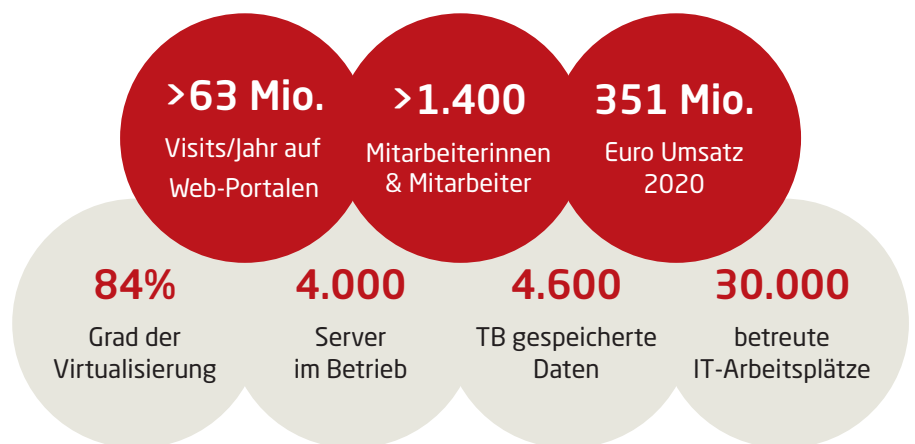 >63 Mio.
Visits/Jahr auf
Web-Portalen
>1.400
Mitarbeiterinnen
& Mitarbeiter
351 Mio.
Euro Umsatz
2020
84%
Grad der
Virtualisierung
4.000
Server
im Betrieb
4.600
TB gespeicherte
Daten
30.000
betreute
IT-Arbeitsplätze